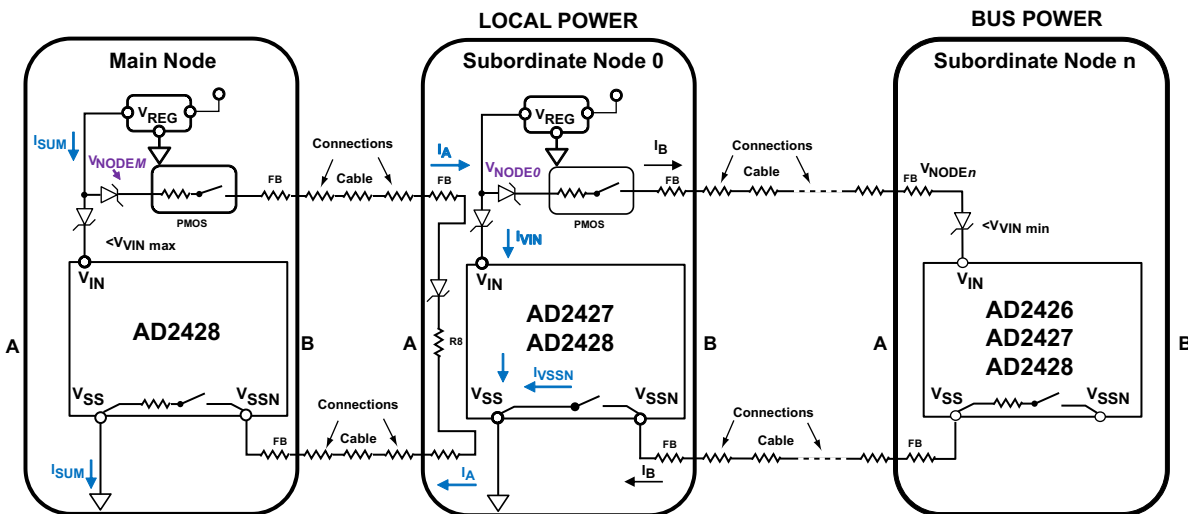 LOCAL POWER
BUS POWER
Main Node
Subordinate Node 0
Subordinate Node n
VREG
ISUM
VNODEM
PMOS
<VVIN max
VIN
AD2428
A
B
VSS
VSSN
ISUM
FB
Connections
Cable
FB
FB
Connections
Cable
IA
VREG
VNODE0
PMOS
IB
IVIN
VIN
R8
AD2427
AD2428
A
B
IVSSN
VSS
VSSN
IA
IB
FB
Connections
Cable
FB
FB
Connections
Cable
FB
VNODEn
<VVIN min
VIN
AD2426
AD2427
AD2428
A
B
VSS
VSSN